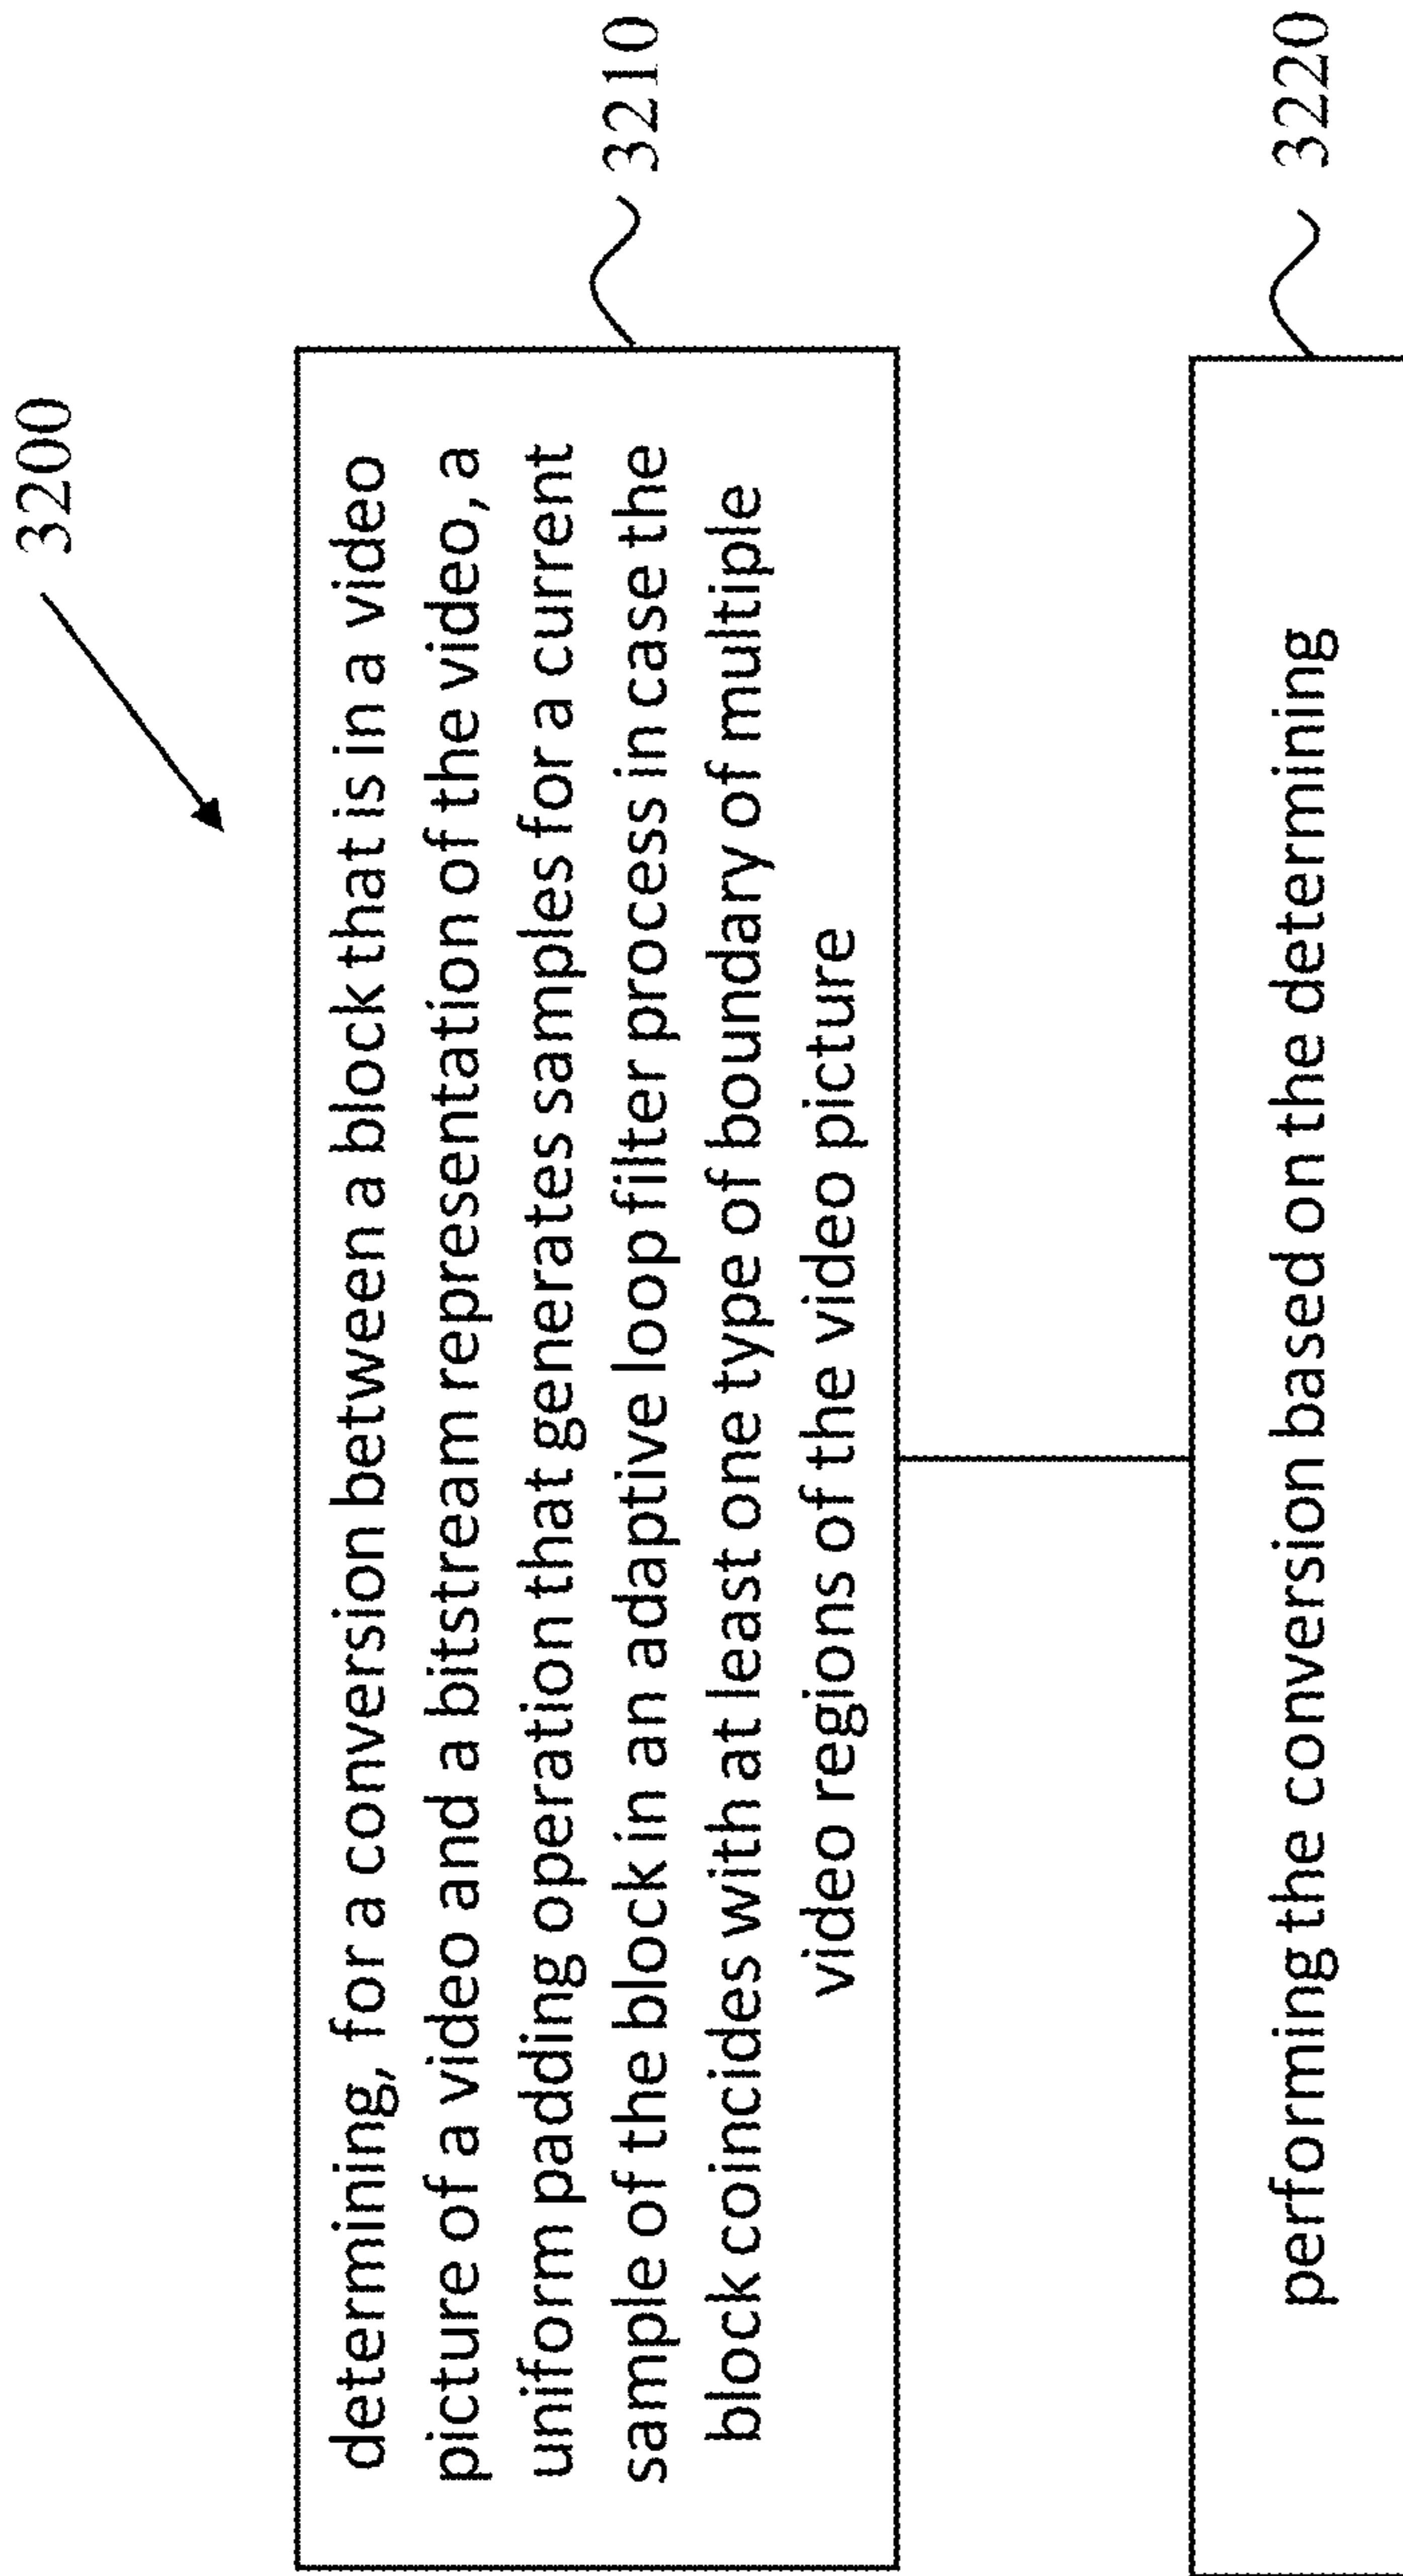 3200
determining, for a conversion between a block that is in a video
picture of a video and a bitstream representation of the video, a
uniform padding operation that generates samples for a current
sample of the block in an adaptive loop filter process in case the
block coincides with at least one type of boundary of multiple
video regions of the video picture
3210
performing the conversion based on the determining
3220